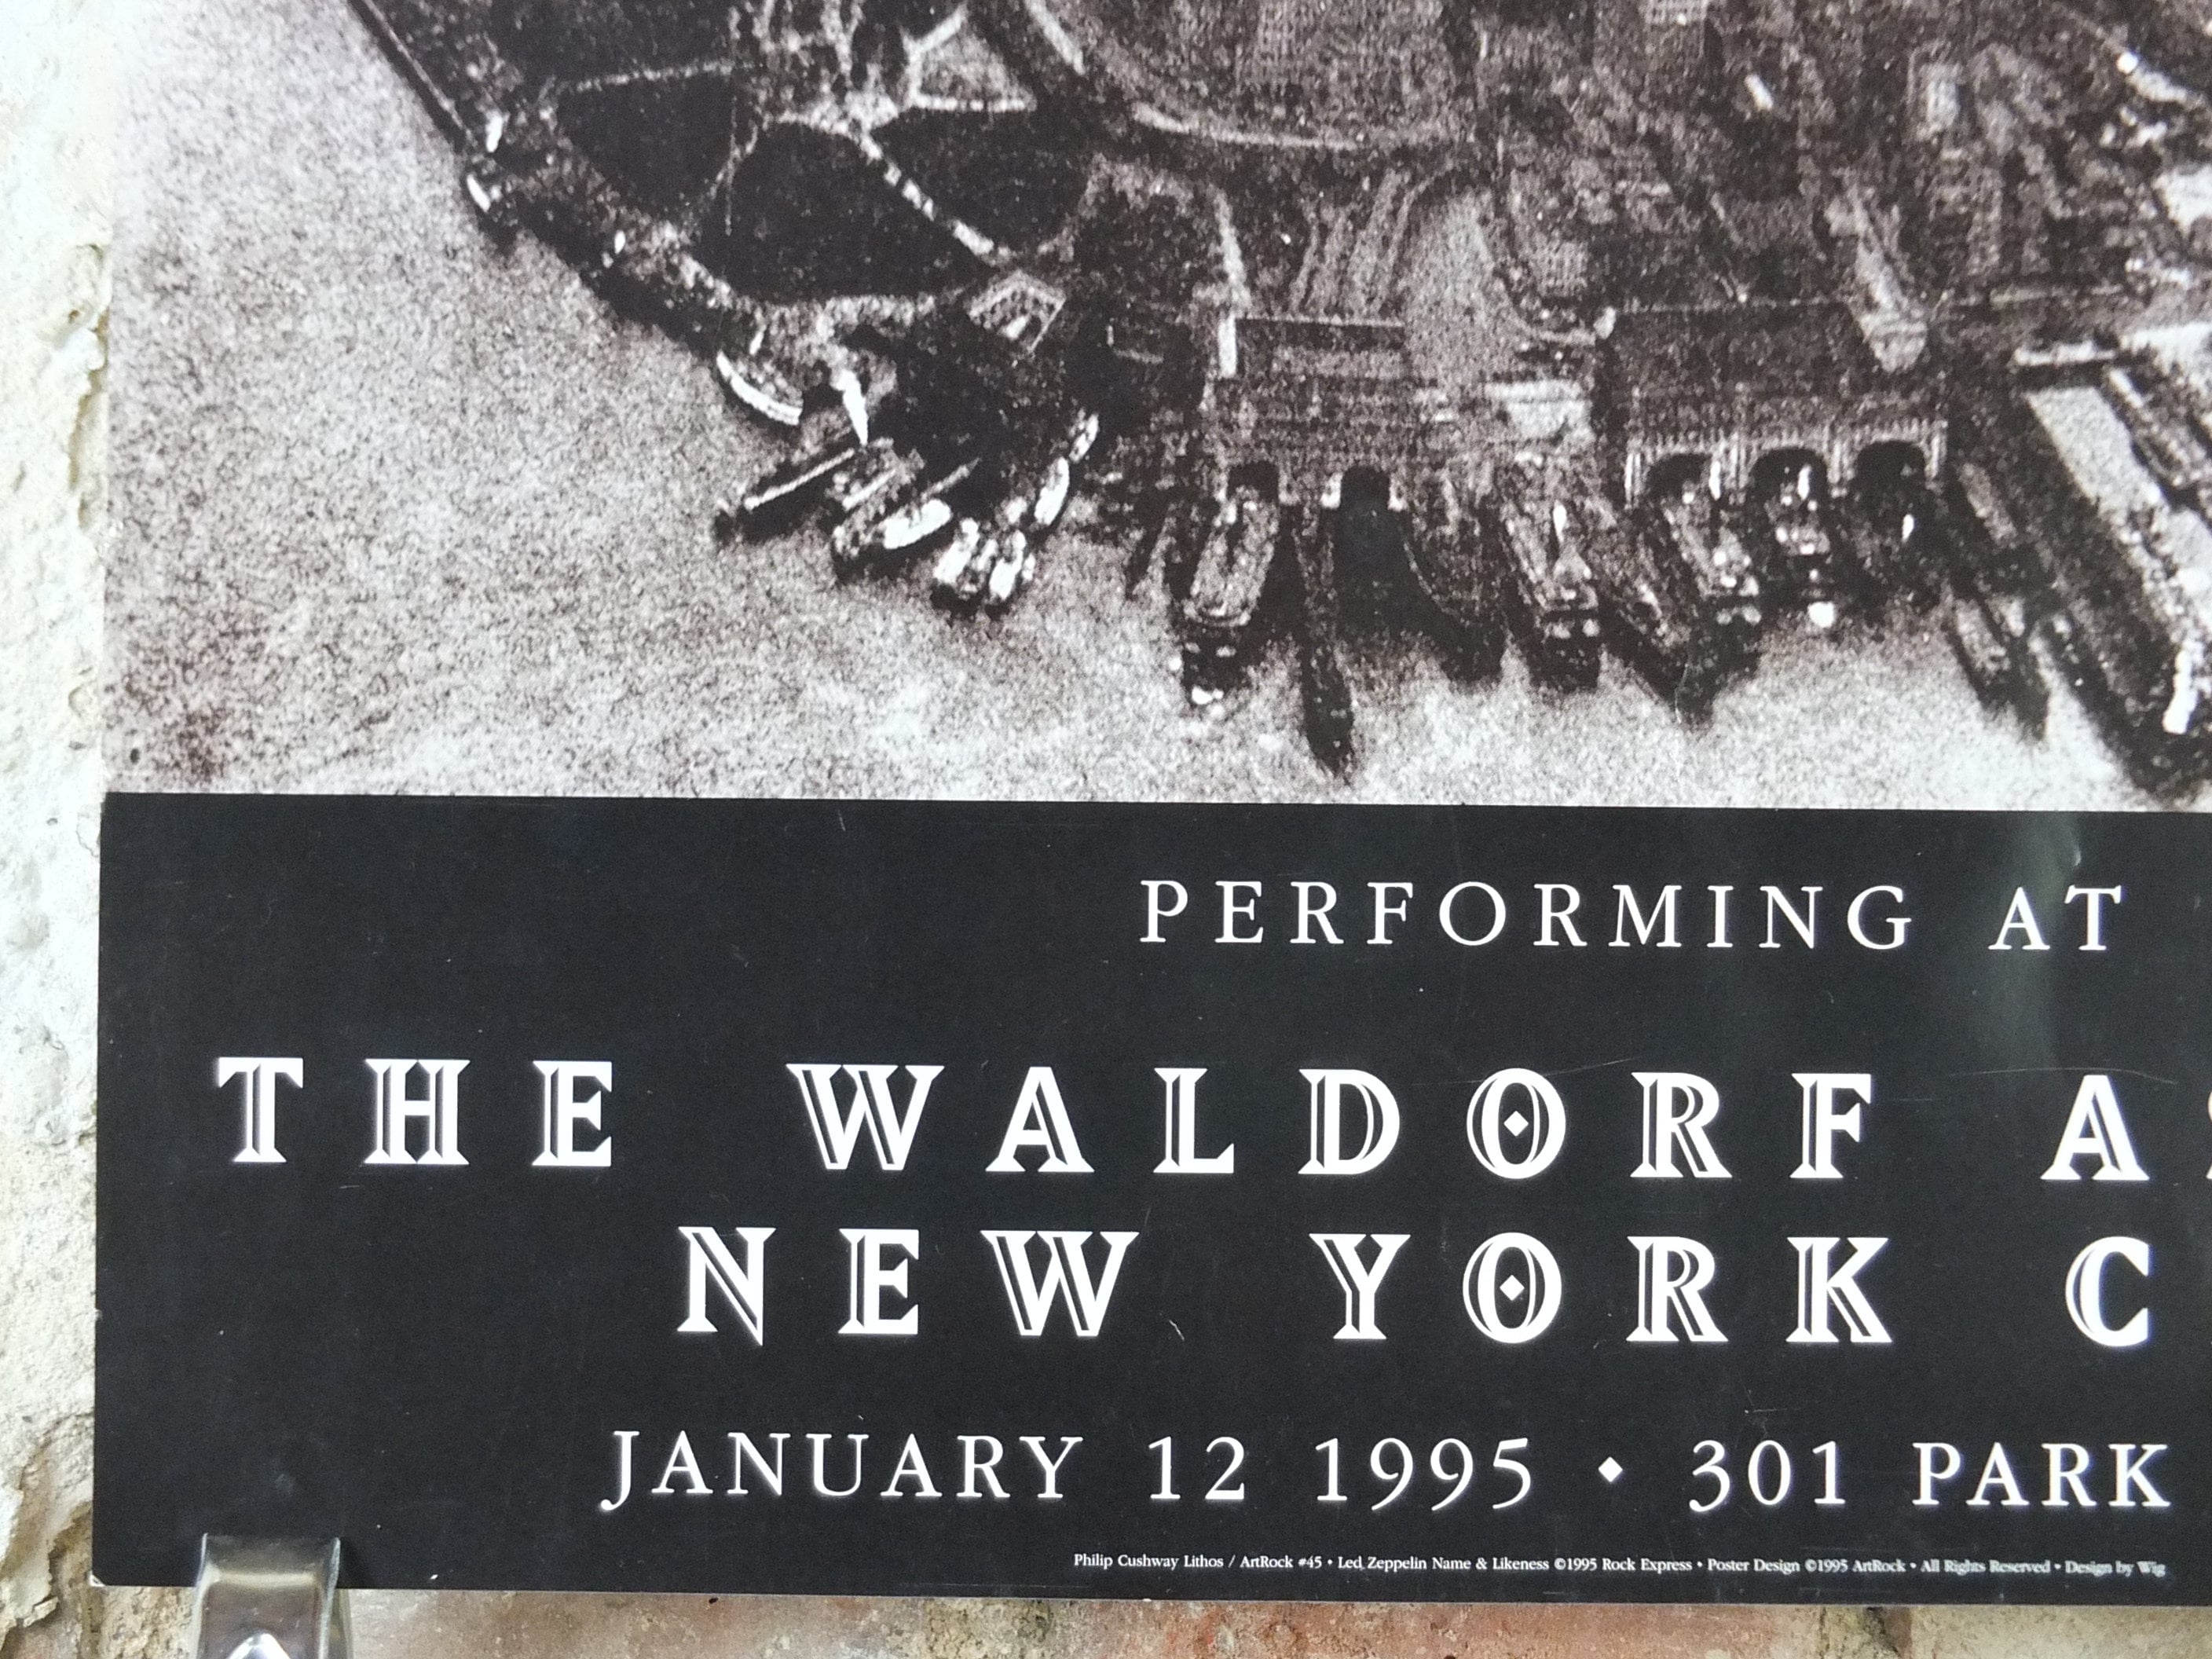 PERFORMING AT
THE WALDORF A
NEW YORK C
JANUARY 12 1995 • 301 PARK
Philip Cushway Lithos / ArtRock #45 • Led Zeppelin Name & Likeness ©1995 Rock Express • Poster Design ©1995 ArtRock • All Rights Reserved • Design by Wig